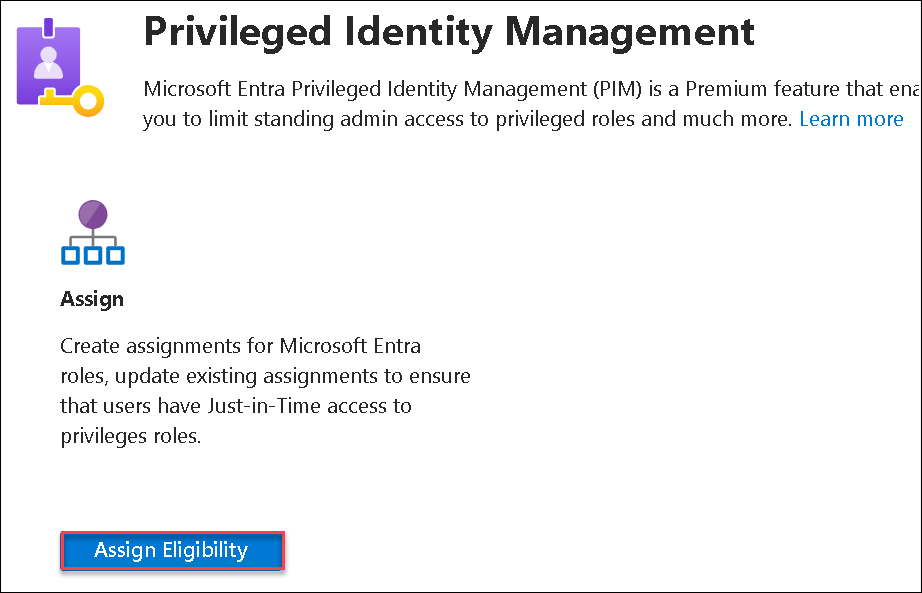 Privileged Identity Management
Microsoft Entra Privileged Identity Management (PIM) is a Premium feature that
you to limit standing admin access to privileged roles and much more. Learn more
Assign
Create assignments for Microsoft Entra
roles, update existing assignments to ensure
that users have Just-in-Time access to
privileges roles.
Assign Eligibility